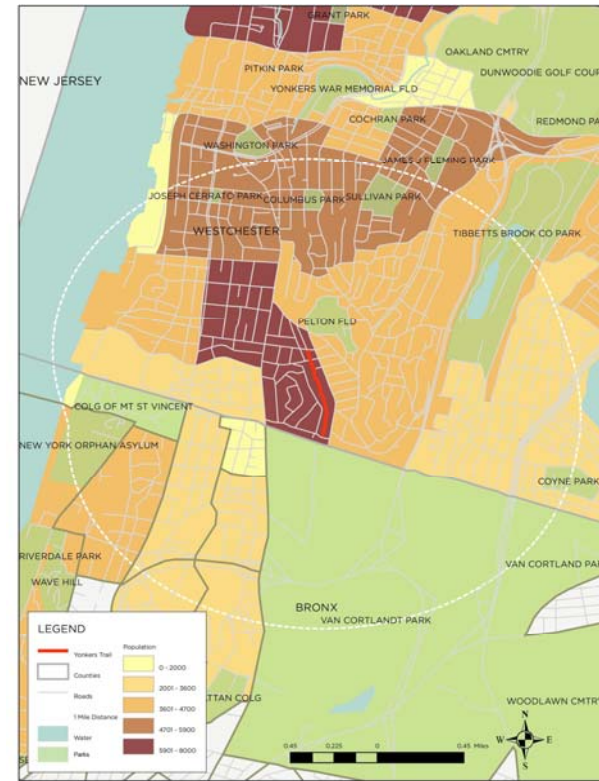 GRANT PARK
OAKLAND CMTRY
PITKIN PARK
DUNWOODIE GOLF COUR
NEW JERSEY
YONKERS WAR MEMORIAL FLD
COCHRAN PARK
REDMOND PA
WASHINGTON PARK
JAMES J FLEMING PARK
JOSEPH CERRATO PARK
COLUMBUS PARK
SULLIVAN PARK
WESTCHESTER
TIBBETTS BROOK CO PARK
PELTON FLD
COLG OF MT ST VINCENT
NEW YORK ORPHAN ASYLUM
COYNE PARK
RIVERDALE PARK
VAN CORTLAND PAR
WAVE HILL
BRONX
VAN CORTLANDT PARK
LEGEND
Yonkers Trail
Counties
Roads
1 Mile Distance
Water
Parks
Population
0 - 2000
2001 - 3600
3601 - 4700
4701 - 5900
5901 - 8000
ATTAN COLG
WOODLAWN CMTRY
0.45 0.225 0 0.45 Miles
N
W E
S